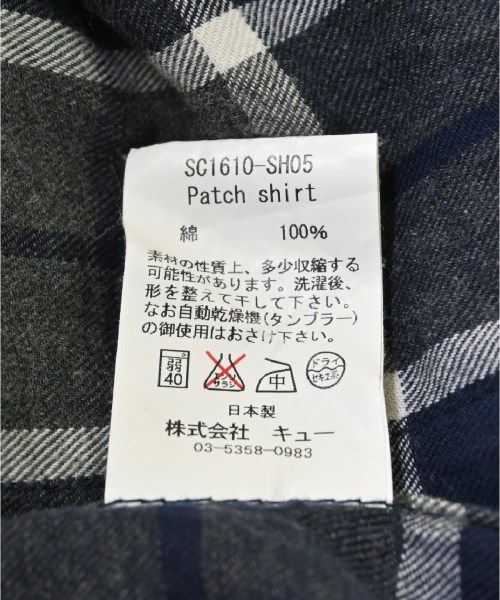 SC1610-SH05
Patch shirt
綿 100%
素材の性質上、多少収縮する
可能性があります。洗濯後、
形を整えて干して下さい。
なお自動乾燥機(タンブラー)
の御使用はおさけ下さい。
弱 40 エンソ サラシ 中 ドライ セキユ系
日本製
株式会社 キュー
03-5358-0983